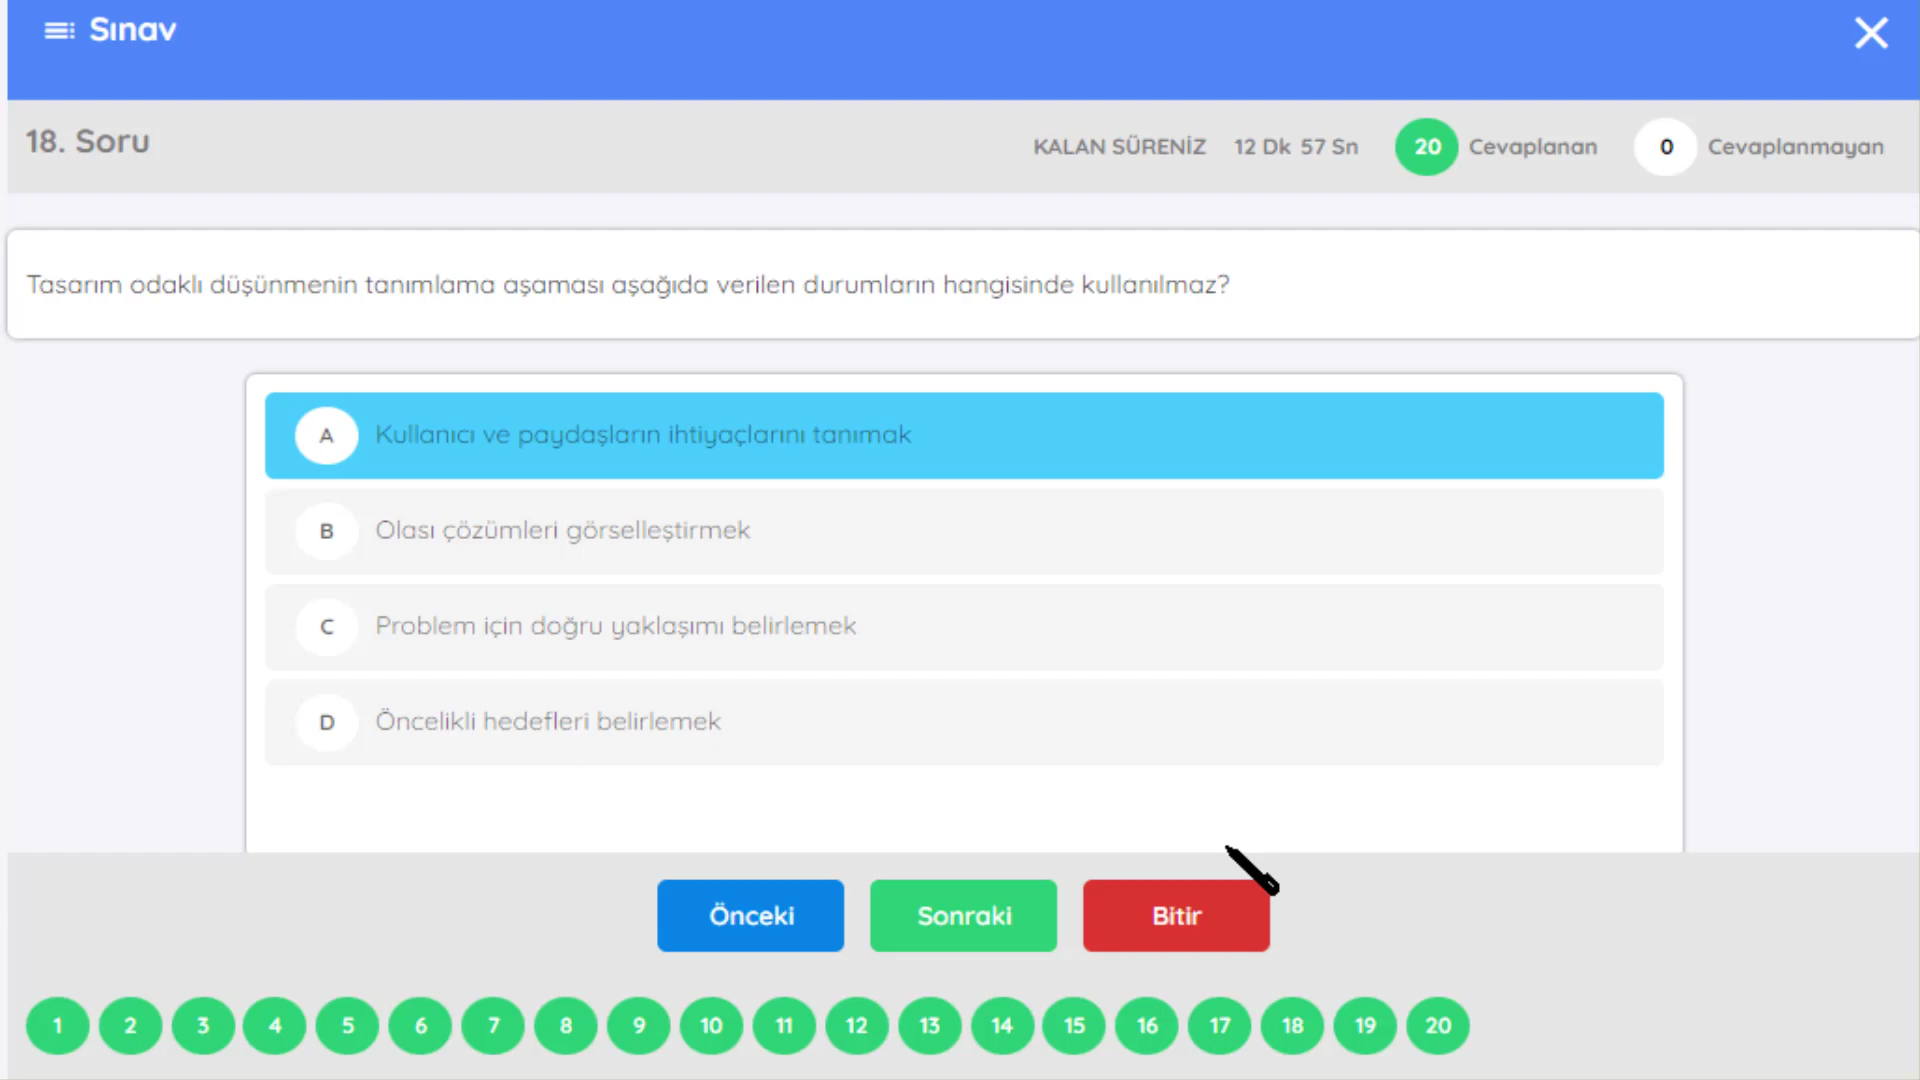 Sınav
18. Soru
KALAN SÜRENİZ 12 Dk 57 Sn 20 Cevaplanan 0 Cevaplanmayan
Tasarım odaklı düşünmenin tanımlama aşaması aşağıda verilen durumların hangisinde kullanılmaz?
A Kullanıcı ve paydaşların ihtiyaçlarını tanımak
B Olası çözümleri görselleştirmek
C Problem için doğru yaklaşımı belirlemek
D Öncelikli hedefleri belirlemek
Önceki Sonraki Bitir
1 2 3 4 5 6 7 8 9 10 11 12 13 14 15 16 17 18 19 20